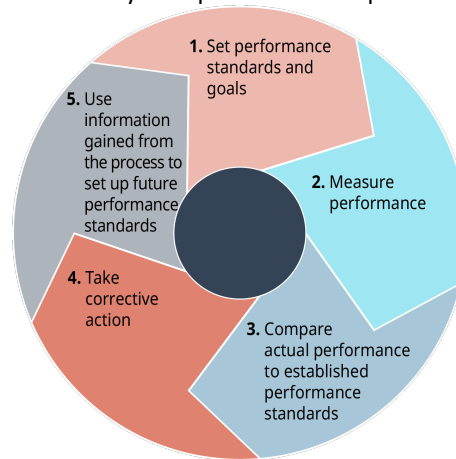 1. Set performance
standards and
goals
2. Measure
performance
3. Compare
actual performance
to established
performance
standards
4. Take
corrective
action
5. Use
information
gained from
the process to
set up future
performance
standards